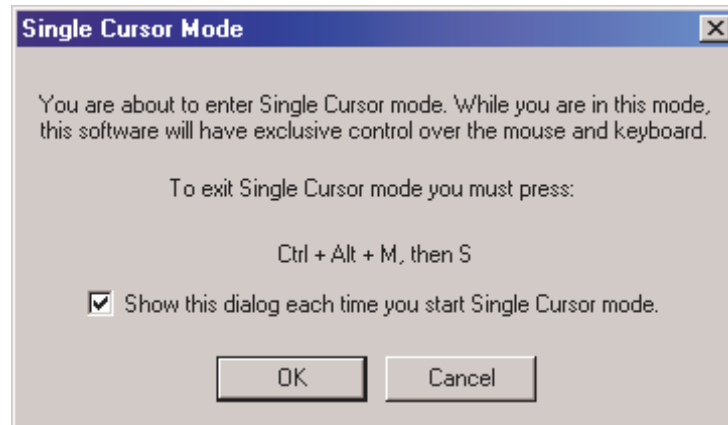 Single Cursor Mode
You are about to enter Single Cursor mode. While you are in this mode,
this software will have exclusive control over the mouse and keyboard.
To exit Single Cursor mode you must press:
Ctrl + Alt + M, then S
Show this dialog each time you start Single Cursor mode.
OK Cancel